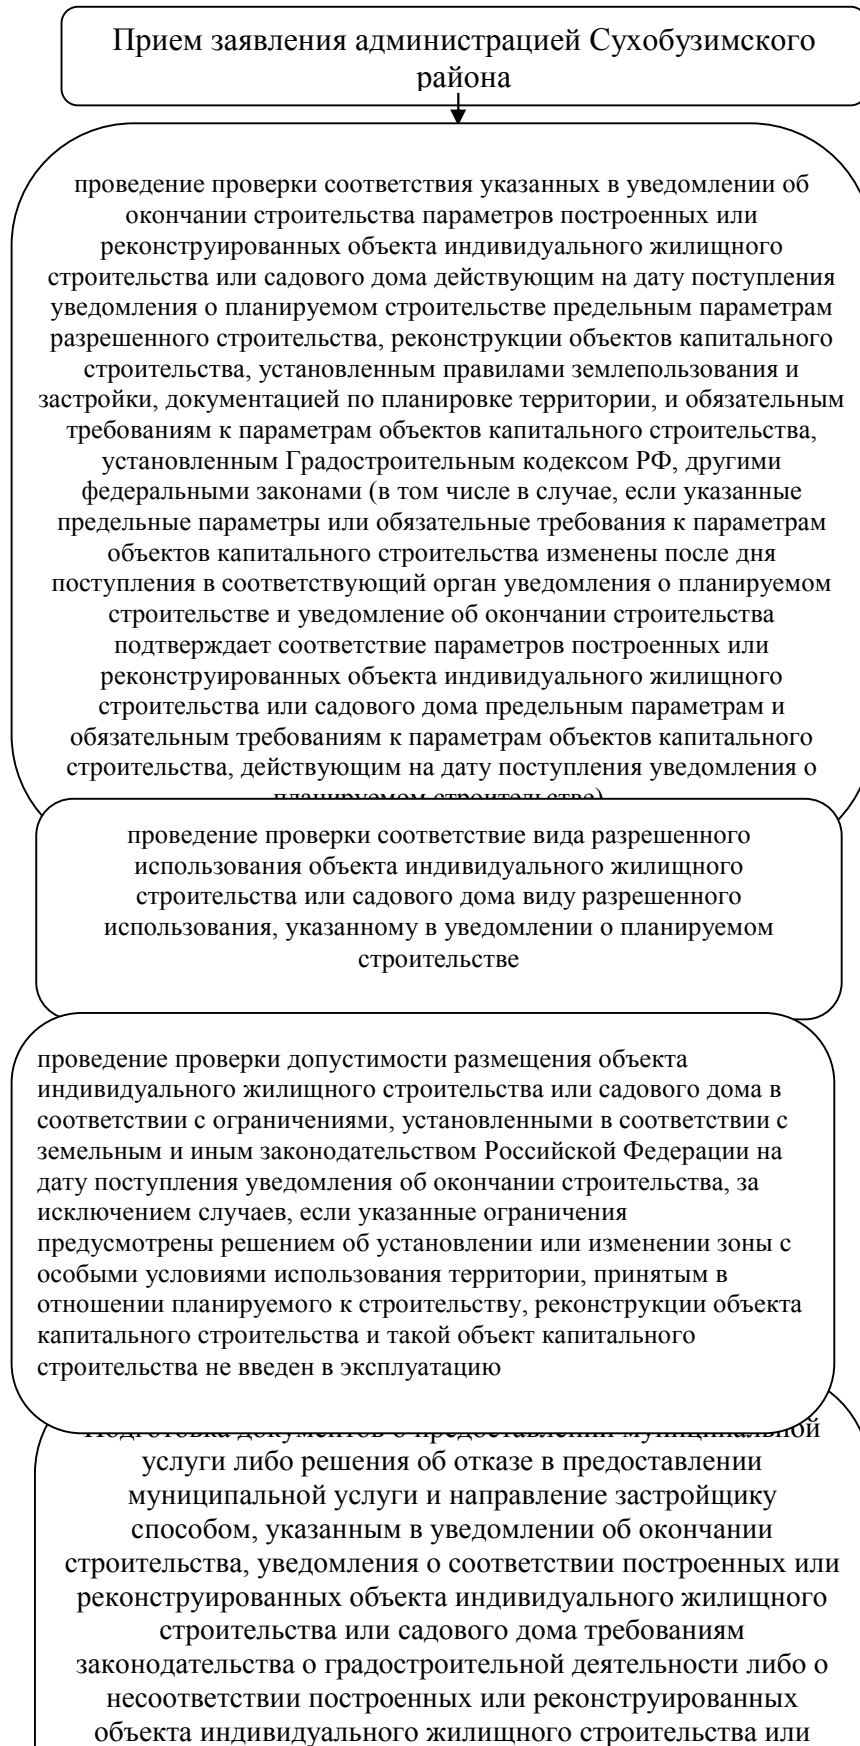 Прием заявления администрацией Сухобузимского
района
проведение проверки соответствия указанных в уведомлении об
окончании строительства параметров построенных или
реконструированных объекта индивидуального жилищного
строительства или садового дома действующим на дату поступления
уведомления о планируемом строительстве предельным параметрам
разрешенного строительства, реконструкции объектов капитального
строительства, установленным правилами землепользования и
застройки, документацией по планировке территории, и обязательным
требованиям к параметрам объектов капитального строительства,
установленным Градостроительным кодексом РФ, другими
федеральными законами (в том числе в случае, если указанные
предельные параметры или обязательные требования к параметрам
объектов капитального строительства изменены после дня
поступления в соответствующий орган уведомления о планируемом
строительстве и уведомление об окончании строительства
подтверждает соответствие параметров построенных или
реконструированных объекта индивидуального жилищного
строительства или садового дома предельным параметрам и
обязательным требованиям к параметрам объектов капитального
строительства, действующим на дату поступления уведомления о
планируемом строительстве)
проведение проверки соответствие вида разрешенного
использования объекта индивидуального жилищного
строительства или садового дома виду разрешенного
использования, указанному в уведомлении о планируемом
строительстве
проведение проверки допустимости размещения объекта
индивидуального жилищного строительства или садового дома в
соответствии с ограничениями, установленными в соответствии с
земельным и иным законодательством Российской Федерации на
дату поступления уведомления об окончании строительства, за
исключением случаев, если указанные ограничения
предусмотрены решением об установлении или изменении зоны с
особыми условиями использования территории, принятым в
отношении планируемого к строительству, реконструкции объекта
капитального строительства и такой объект капитального
строительства не введен в эксплуатацию
Подготовка документов о предоставлении муниципальной
услуги либо решения об отказе в предоставлении
муниципальной услуги и направление застройщику
способом, указанным в уведомлении об окончании
строительства, уведомления о соответствии построенных или
реконструированных объекта индивидуального жилищного
строительства или садового дома требованиям
законодательства о градостроительной деятельности либо о
несоответствии построенных или реконструированных
объекта индивидуального жилищного строительства или